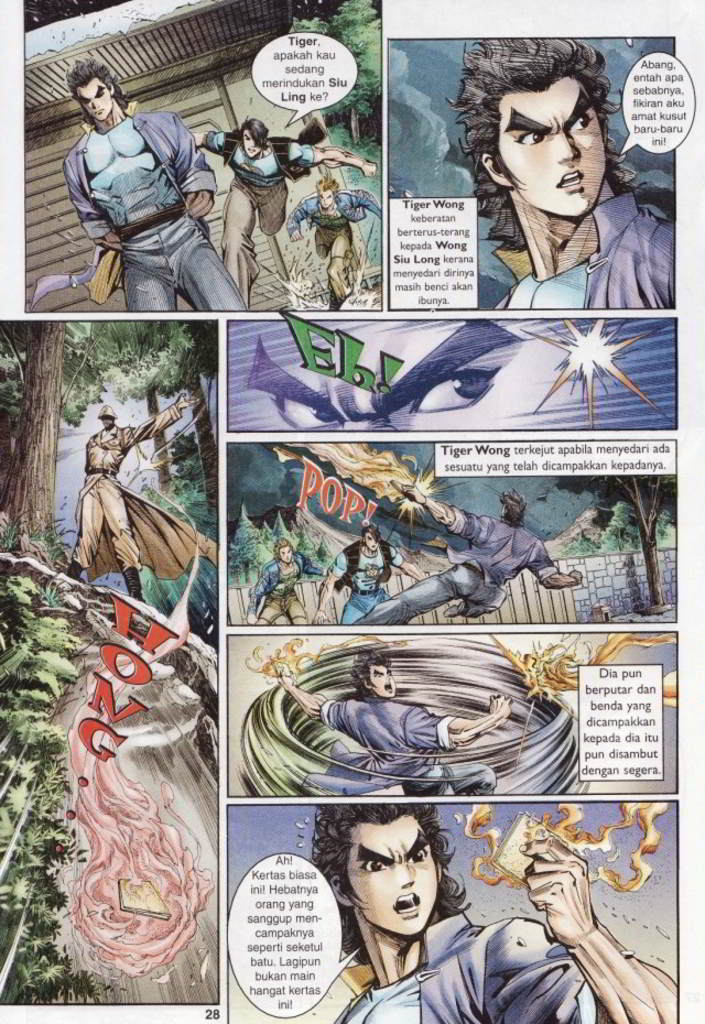 Tiger,
apakah kau
sedang
merindukan Siu
Ling ke?
Abang,
entah apa
sebabnya,
fikiran aku
amat kusut
baru-baru
ini!
Tiger Wong
keberatan
berterus-terang
kepada Wong
Siu Long kerana
menyedari dirinya
masih benci akan
ibunya.
Eh!
HONG
Tiger Wong terkejut apabila menyedari ada
sesuatu yang telah dicampakkan kepadanya.
POP!
Dia pun
berputar dan
benda yang
dicampakkan
kepada dia itu
pun disambut
dengan segera.
Ah!
Kertas biasa
ini! Hebatnya
orang yang
sanggup men-
campaknya
seperti seketul
batu. Lagipun
bukan main
hangat kertas
ini!
28